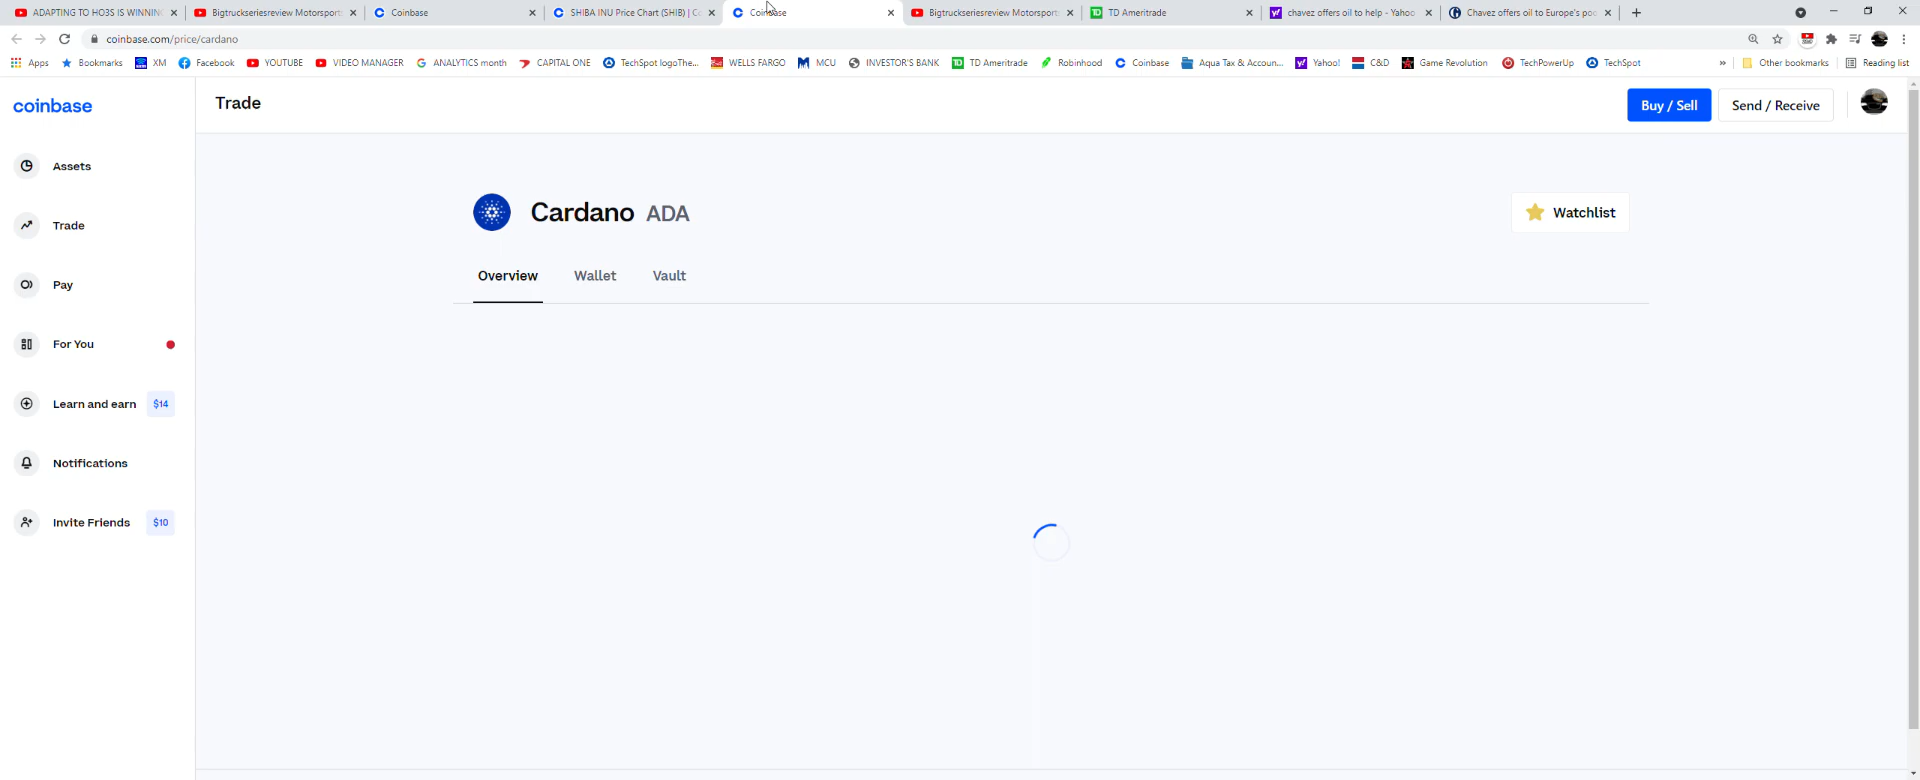 ADAPTING TO HO3S IS WINNIN
Bigtruckseriesreview Motorsport
Coinbase
SHIBA INU Price Chart (SHIB) | Co
Coinbase
Bigtruckseriesreview Motorsport
TD Ameritrade
chavez offers oil to help - Yahoo
Chavez offers oil to Europe's poo
coinbase.com/price/cardano
Apps Bookmarks XM Facebook YOUTUBE VIDEO MANAGER ANALYTICS month CAPITAL ONE TechSpot logoThe... WELLS FARGO MCU INVESTOR'S BANK TD Ameritrade Robinhood Coinbase Aqua Tax & Accoun... Yahoo! C&D Game Revolution TechPowerUp TechSpot » Other bookmarks Reading list
coinbase
Trade
Buy / Sell
Send / Receive
Assets
Trade
Pay
For You
Learn and earn $14
Notifications
Invite Friends $10
Cardano ADA
Watchlist
Overview Wallet Vault